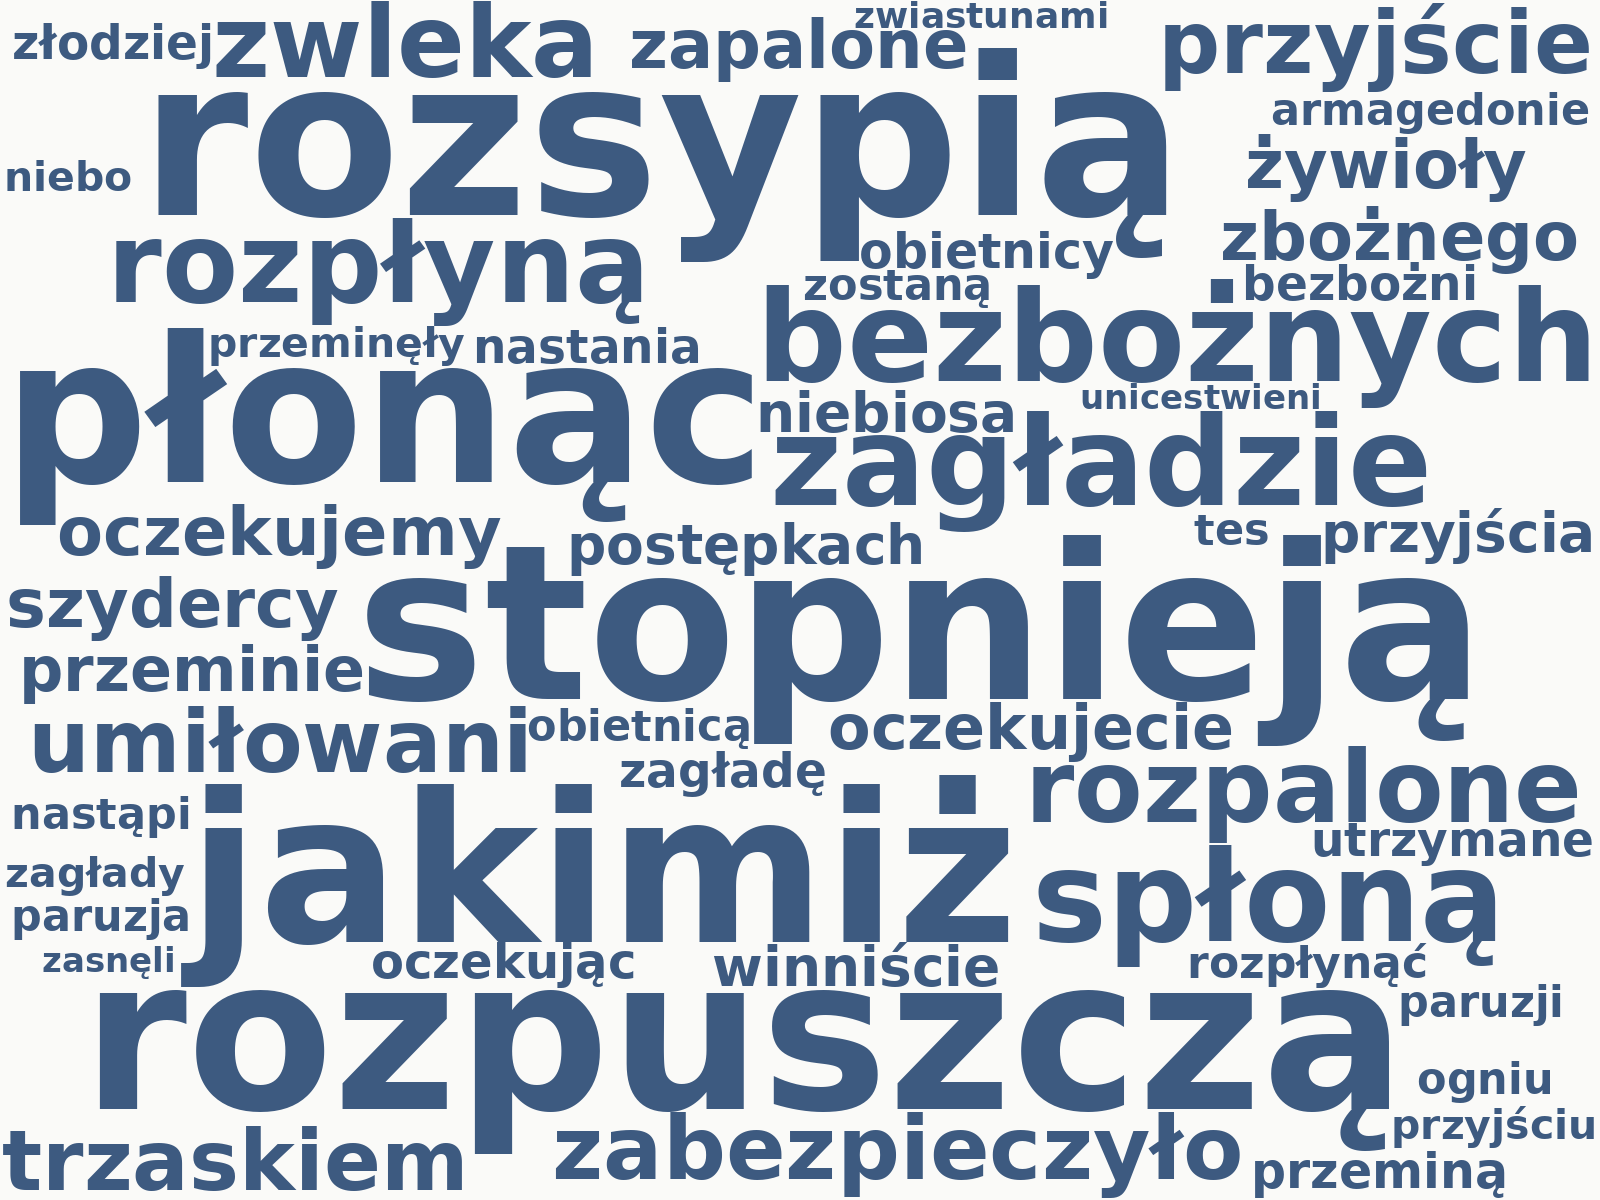 zwiastunami
złodziej
zwleka
zapalone
przyjście
armagedonie
rozsypią
żywioły
niebo
zbożnego
rozpłyną
obietnicy
zostaną
bezbożni
bezbożnych
przeminęły
nastania
płonąc
niebiosa
unicestwieni
zagładzie
oczekujemy
postępkach
tes
przyjścia
szydercy
stopnieją
przeminie
umiłowani
obietnicą
oczekujecie
zagładę
rozpalone
nastąpi
jakimiż
utrzymane
zagłady
spłoną
paruzja
zasnęli
oczekując
winniście
rozpłynąć
rozpuszczą
paruzji
ogniu
przyjściu
trzaskiem
zabezpieczyło
przeminą